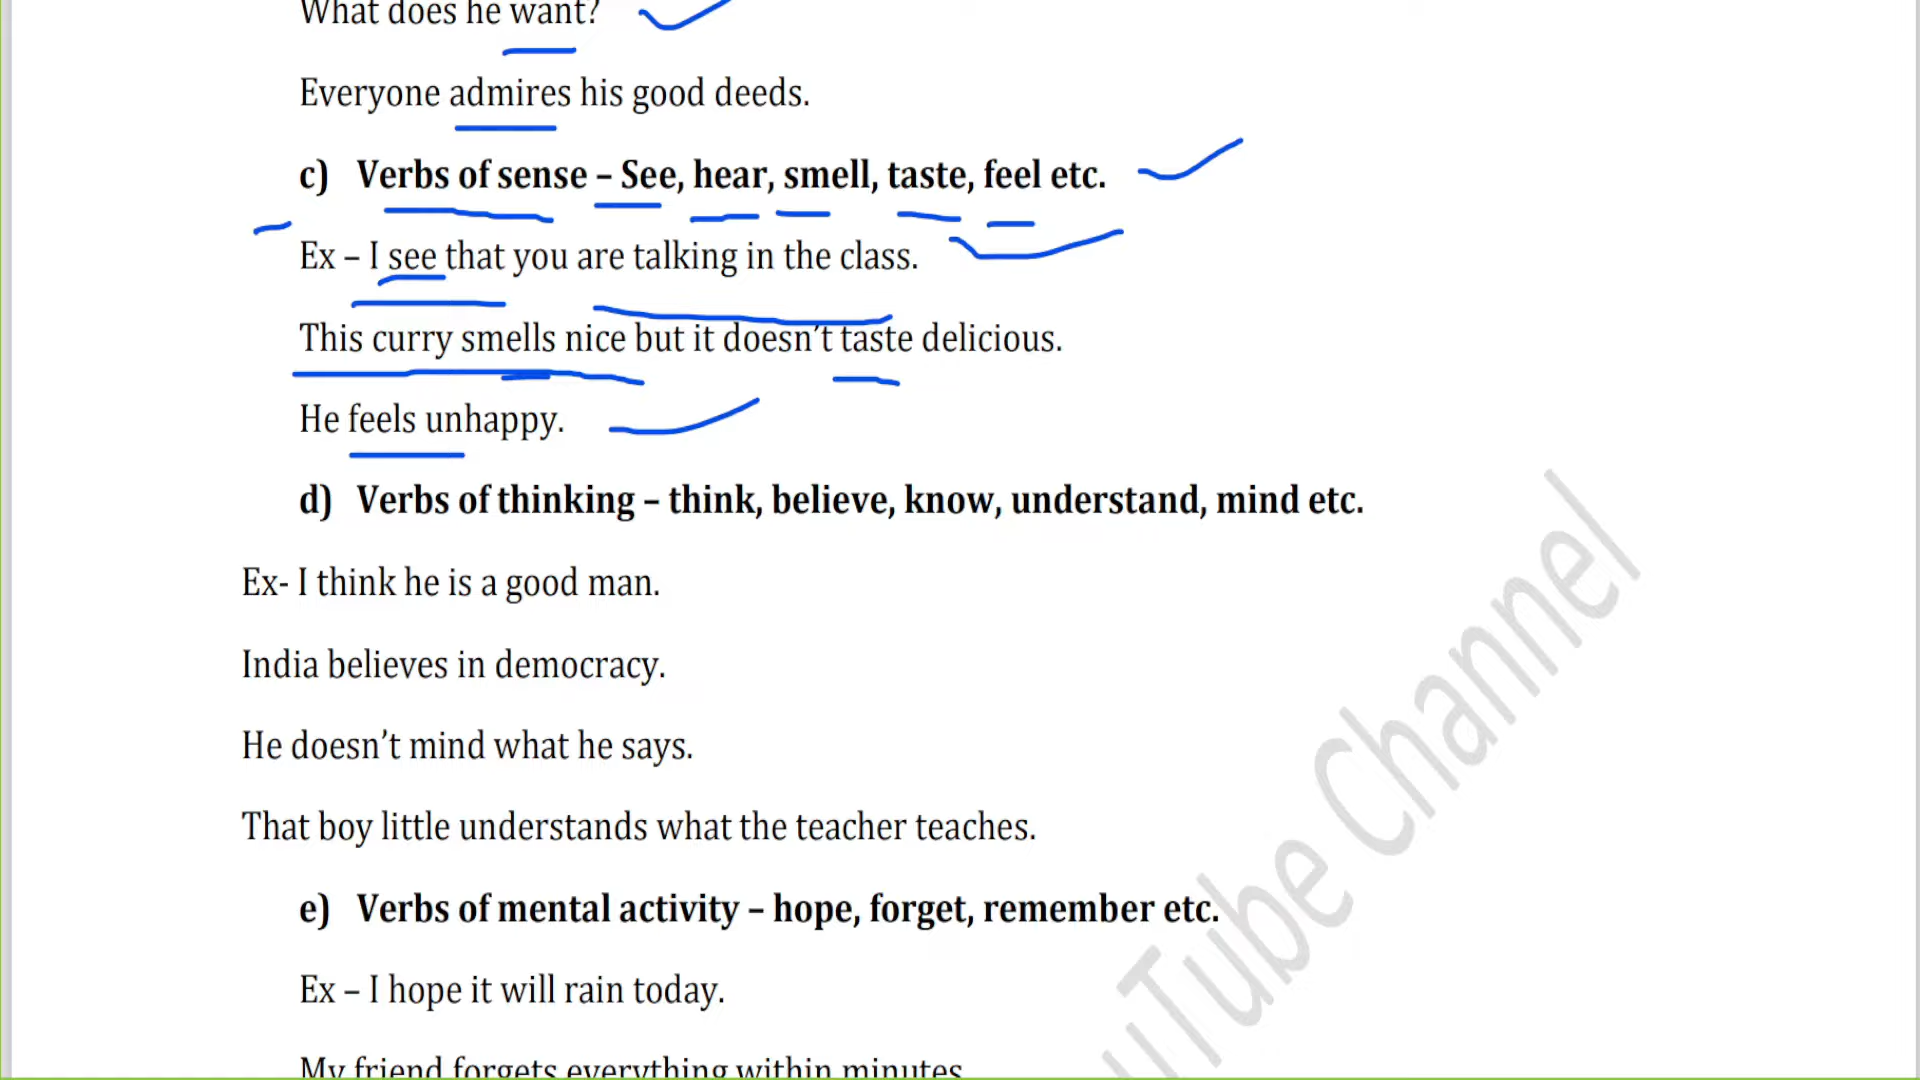 What does he want?
Everyone admires his good deeds.
c) Verbs of sense – See, hear, smell, taste, feel etc.
Ex – I see that you are talking in the class.
This curry smells nice but it doesn’t taste delicious.
He feels unhappy.
d) Verbs of thinking – think, believe, know, understand, mind etc.
Ex- I think he is a good man.
India believes in democracy.
He doesn’t mind what he says.
That boy little understands what the teacher teaches.
e) Verbs of mental activity – hope, forget, remember etc.
Ex – I hope it will rain today.
My friend forgets everything within minutes
uTube Channel